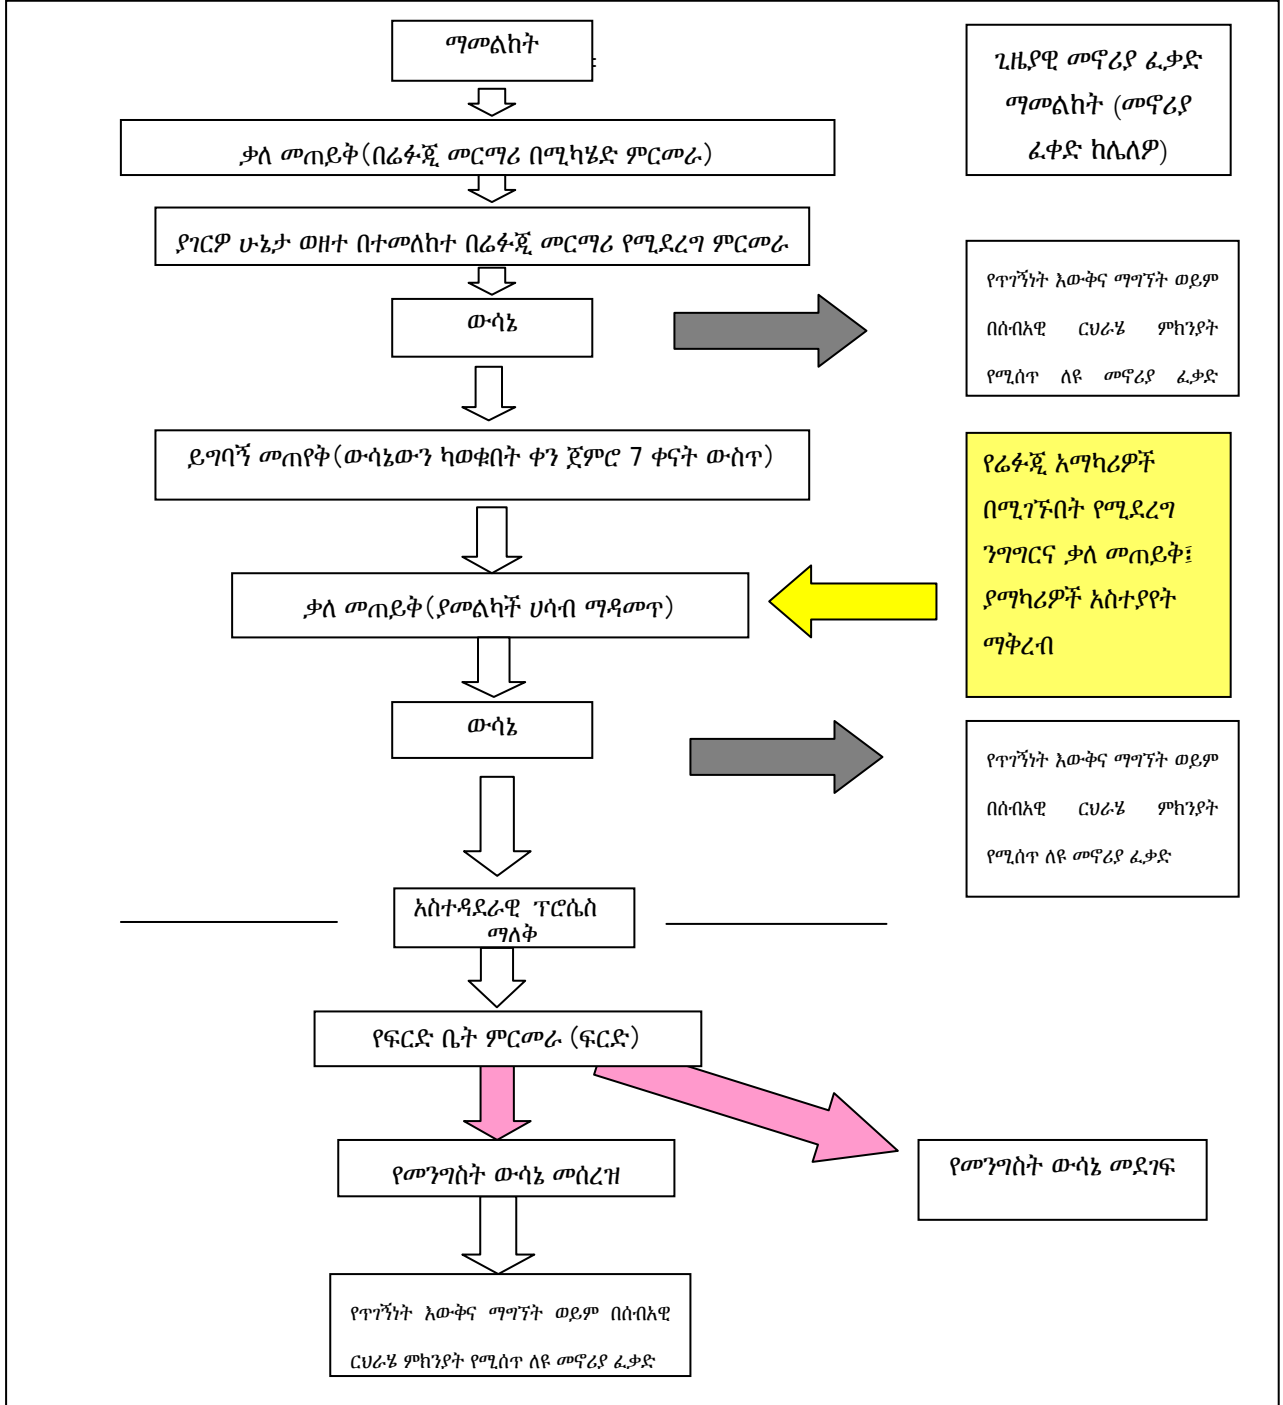 ማመልከት
ጊዜያዊ መኖሪያ ፈቃድ
ማመልከት (መኖሪያ
ፈቀድ ከሌለዎ)
ቃለ መጠይቅ(በሬፉጂ መርማሪ በሚካሄድ ምርመራ)
ያገርዎ ሁኔታ ወዘተ በተመለከተ በሬፉጂ መርማሪ የሚደረግ ምርመራ
ውሳኔ
የጥገኝነት እውቅና ማግኘት ወይም
በሰብአዊ ርህራሄ ምክንያት
የሚሰጥ ለዩ መኖሪያ ፈቃድ
ይግባኝ መጠየቅ(ውሳኔውን ካወቁበት ቀን ጀምሮ 7 ቀናት ውስጥ)
የሬፉጂ አማካሪዎች
በሚገኙበት የሚደረግ
ንግግርና ቃለ መጠይቅ፤
ያማካሪዎች አስተያየት
ማቅረብ
ቃለ መጠይቅ(ያመልካች ሀሳብ ማዳመጥ)
ውሳኔ
የጥገኝነት እውቅና ማግኘት ወይም
በሰብአዊ ርህራሄ ምክንያት
የሚሰጥ ለዩ መኖሪያ ፈቃድ
አስተዳደራዊ ፕሮሴስ
ማለቅ
የፍርድ ቤት ምርመራ (ፍርድ)
የመንግስት ውሳኔ መሰረዝ
የመንግስት ውሳኔ መደገፍ
የጥገኝነት እውቅና ማግኘት ወይም በሰብአዊ
ርህራሄ ምክንያት የሚሰጥ ለዩ መኖሪያ ፈቃድ